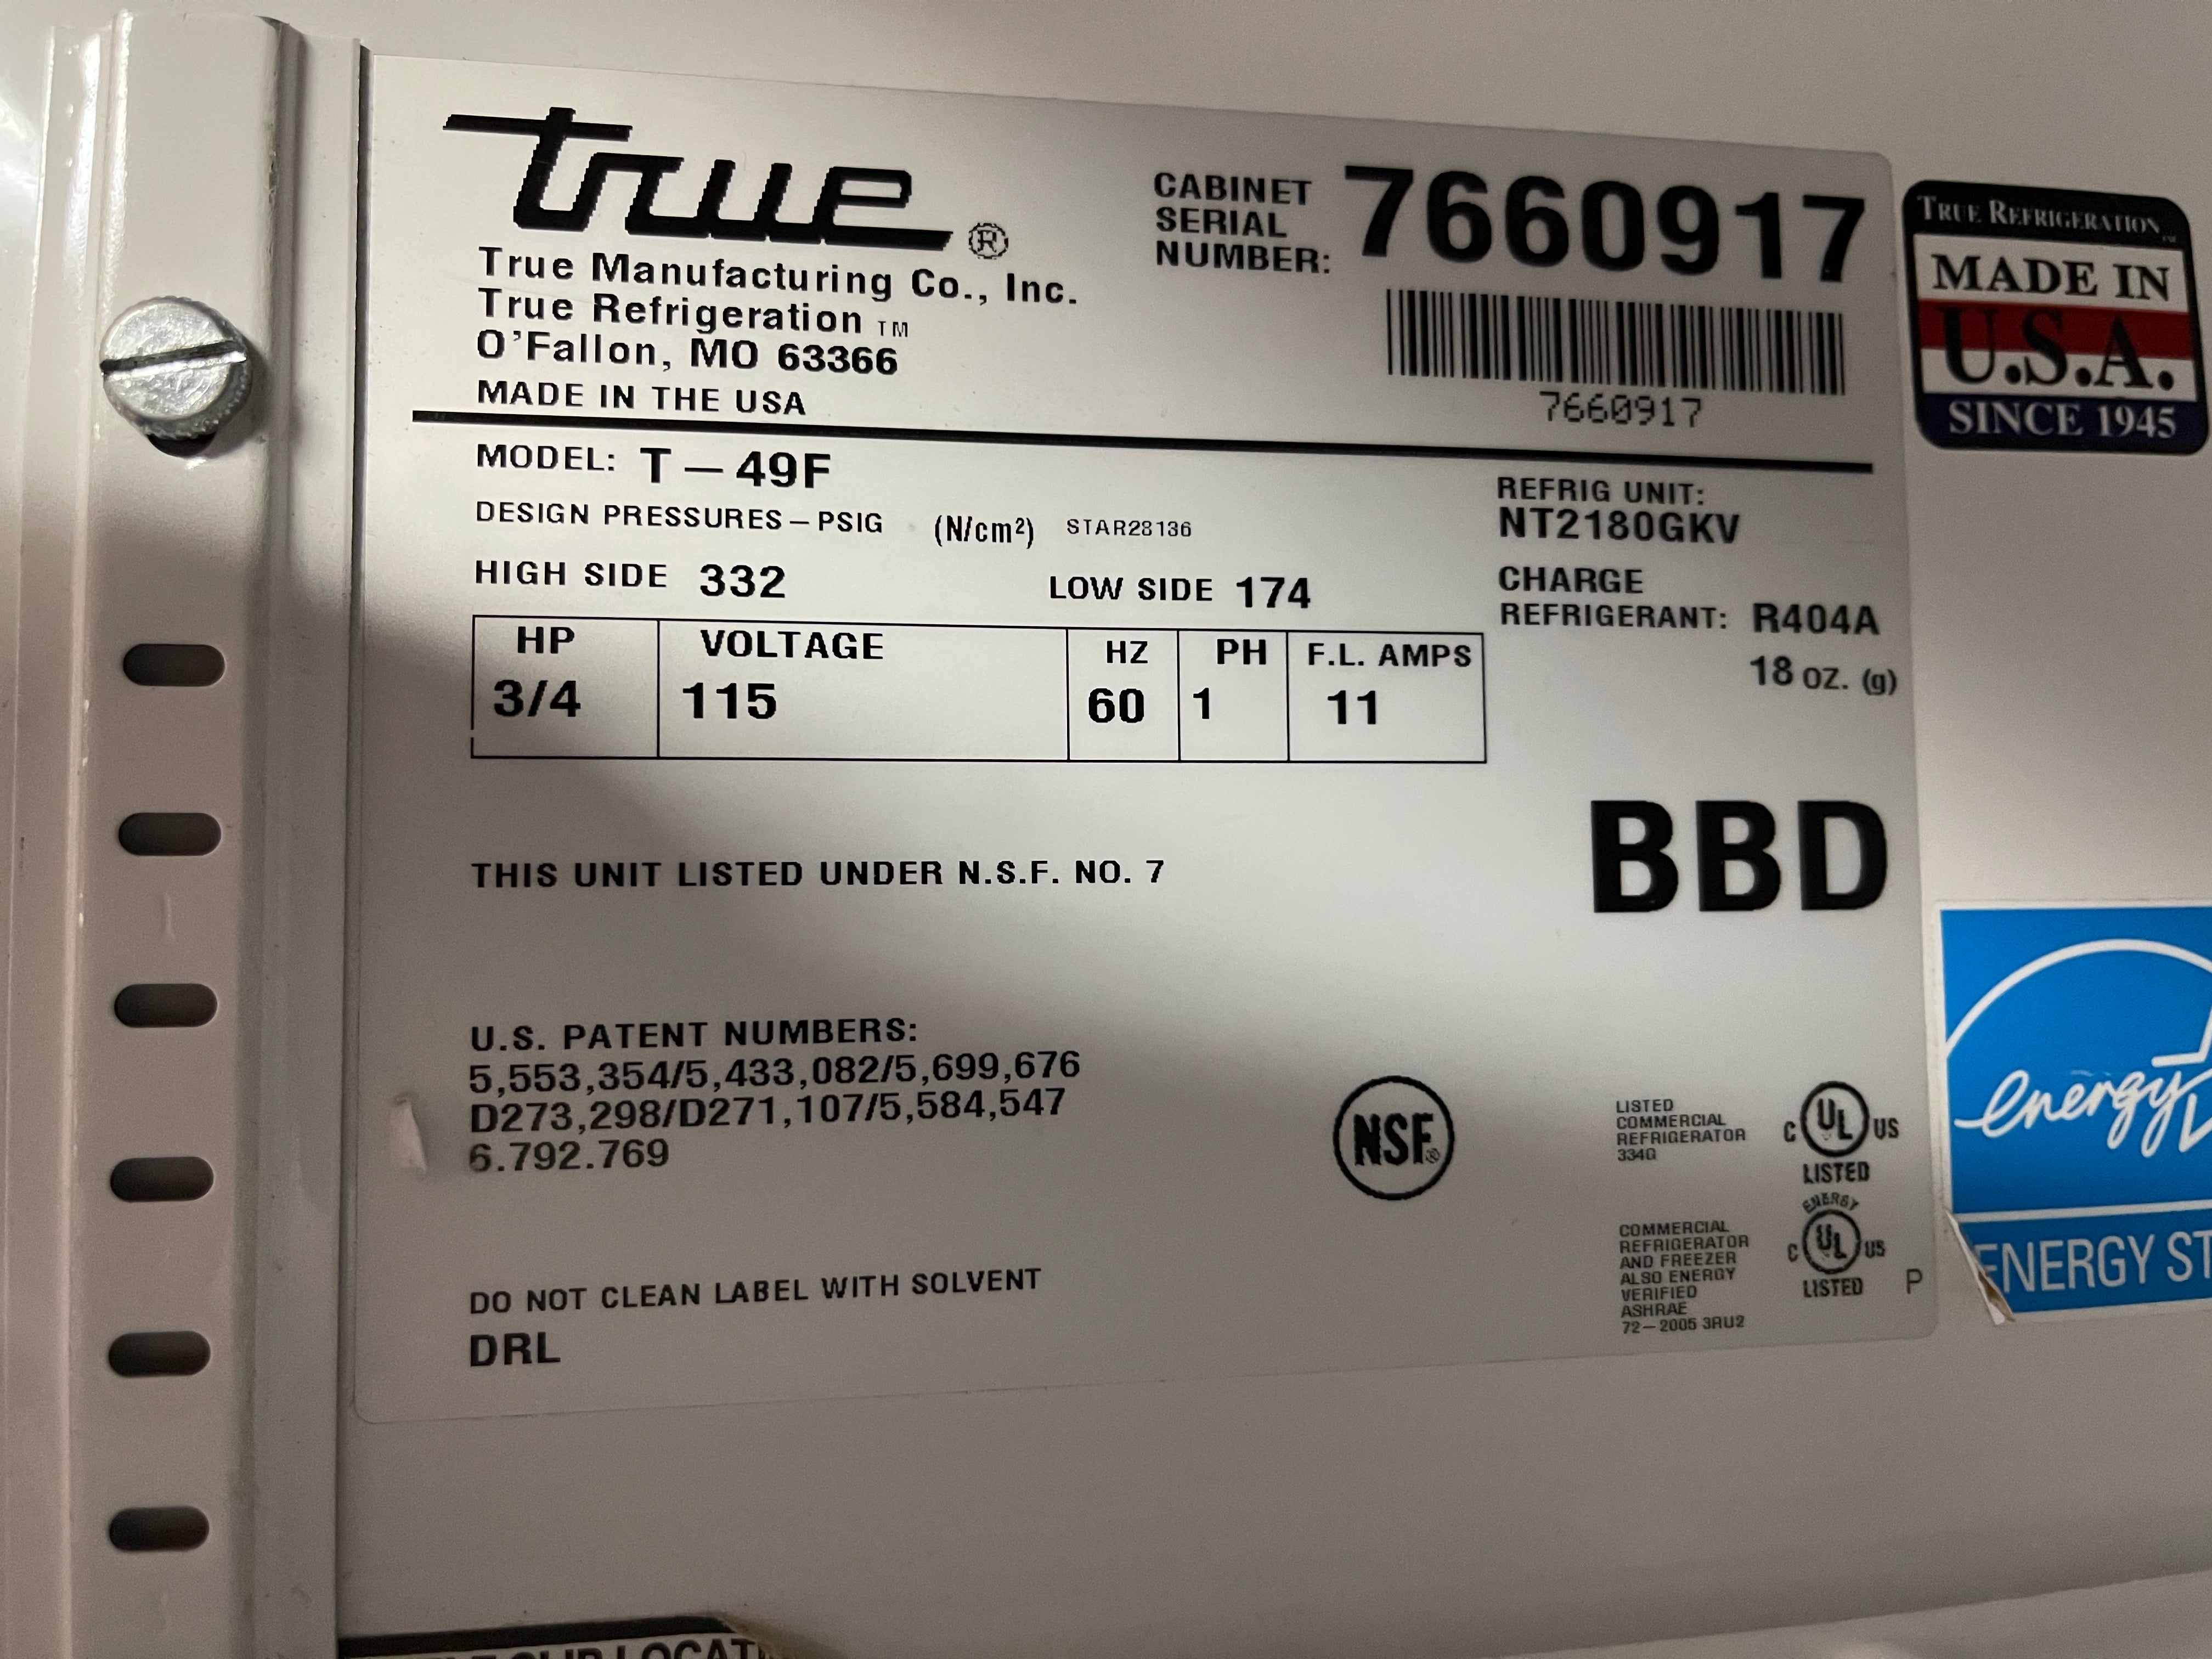 true®
True Manufacturing Co., Inc.
True Refrigeration TM
O'Fallon, MO 63366
MADE IN THE USA
CABINET
SERIAL
NUMBER: 7660917
7660917
TRUE REFRIGERATION
MADE IN
U.S.A.
SINCE 1945
MODEL: T – 49F
DESIGN PRESSURES – PSIG (N/cm²) STAR28136
HIGH SIDE 332 LOW SIDE 174
REFRIG UNIT:
NT2180GKV
CHARGE
REFRIGERANT: R404A
18 OZ. (g)
HP VOLTAGE HZ PH F.L. AMPS
3/4 115 60 1 11
BBD
THIS UNIT LISTED UNDER N.S.F. NO. 7
U.S. PATENT NUMBERS:
5,553,354/5,433,082/5,699,676
D273,298/D271,107/5,584,547
6.792.769
NSF®
LISTED
COMMERCIAL
REFRIGERATOR
334G
C UL US
LISTED
COMMERCIAL
REFRIGERATOR
AND FREEZER
ALSO ENERGY
VERIFIED
ASHRAE
72–2005 3RU2
ENERGY
C UL US
LISTED
P
DO NOT CLEAN LABEL WITH SOLVENT
DRL
energy
ENERGY ST